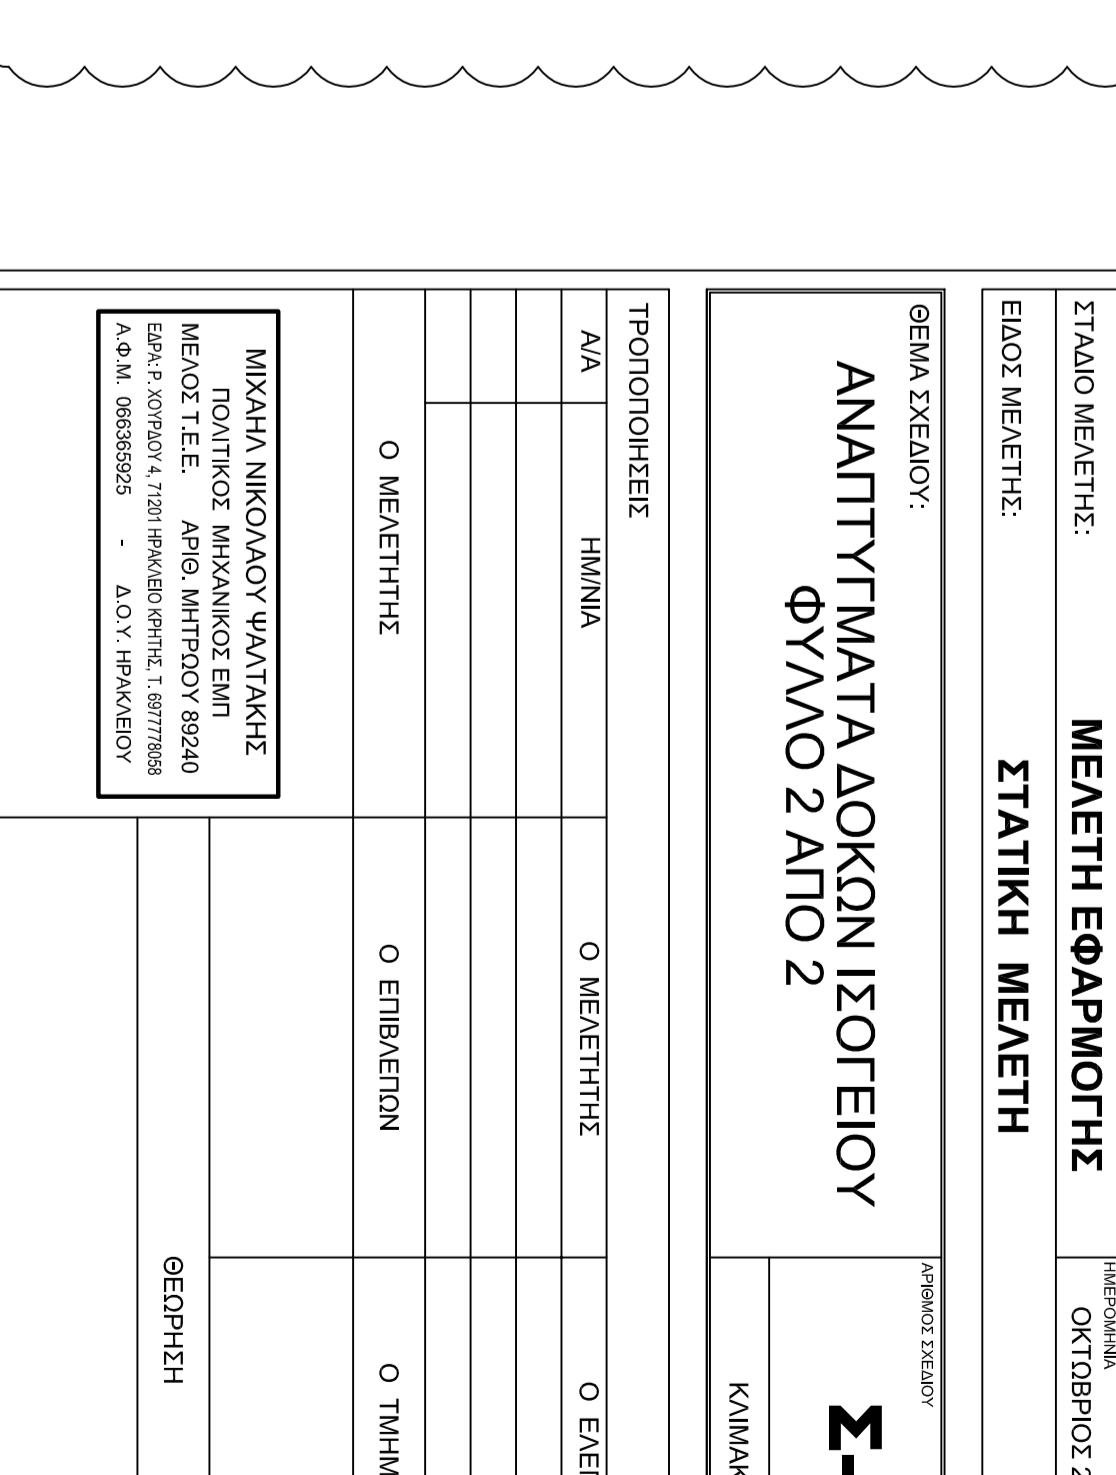 ΣΤΑΔΙΟ ΜΕΛΕΤΗΣ: ΜΕΛΕΤΗ ΕΦΑΡΜΟΓΗΣ
ΗΜΕΡΟΜΗΝΙΑ
ΟΚΤΩΒΡΙΟΣ
ΕΙΔΟΣ ΜΕΛΕΤΗΣ: ΣΤΑΤΙΚΗ ΜΕΛΕΤΗ
ΘΕΜΑ ΣΧΕΔΙΟΥ:
ΑΝΑΠΤΥΓΜΑΤΑ ΔΟΚΩΝ ΙΣΟΓΕΙΟΥ
ΦΥΛΛΟ 2 ΑΠΟ 2
ΑΡΙΘΜΟΣ ΣΧΕΔΙΟΥ
Σ-
ΤΡΟΠΟΠΟΙΗΣΕΙΣ
Α/Α ΗΜ/ΝΙΑ Ο ΜΕΛΕΤΗΤΗΣ Ο
Ο ΜΕΛΕΤΗΤΗΣ Ο ΕΠΙΒΛΕΠΩΝ Ο
ΜΙΧΑΗΛ ΝΙΚΟΛΑΟΥ ΨΑΛΤΑΚΗΣ
ΠΟΛΙΤΙΚΟΣ ΜΗΧΑΝΙΚΟΣ ΕΜΠ
ΜΕΛΟΣ Τ.Ε.Ε. ΑΡΙΘ. ΜΗΤΡΩΟΥ 89240
ΕΔΡΑ: Ρ. ΧΟΥΡΔΟΥ 4, 71201 ΗΡΑΚΛΕΙΟ ΚΡΗΤΗΣ, Τ. 6977778058
Α.Φ.Μ. 066365925 - Δ.Ο.Υ. ΗΡΑΚΛΕΙΟΥ
ΘΕΩΡΗΣΗ